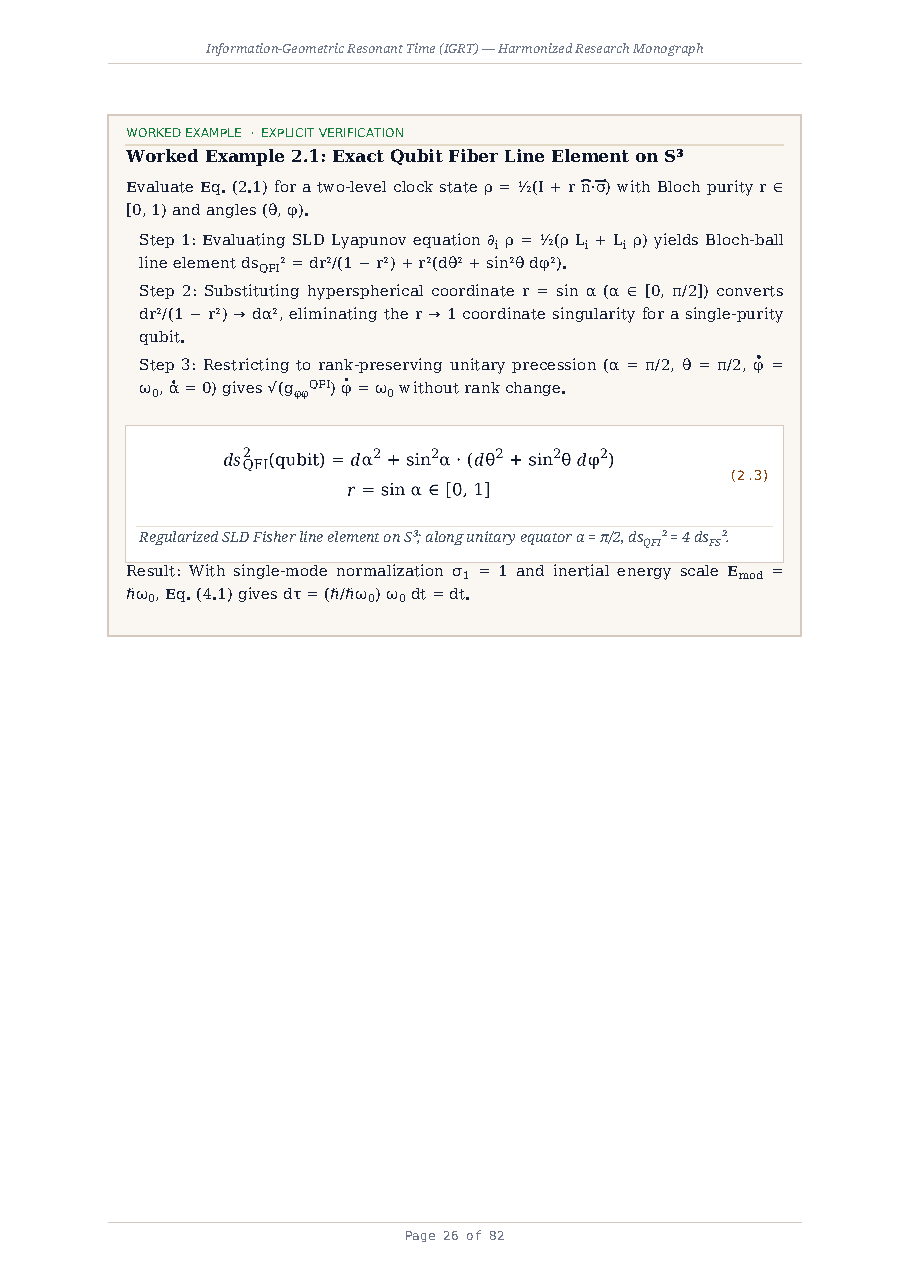 Information-Geometric Resonant Time (IGRT) — Harmonized Research Monograph
WORKED EXAMPLE · EXPLICIT VERIFICATION
Worked Example 2.1: Exact Qubit Fiber Line Element on S³
Evaluate Eq. (2.1) for a two-level clock state ρ = ½(I + r n̂·σ⃗) with Bloch purity r ∈
[0, 1) and angles (θ, φ).
Step 1: Evaluating SLD Lyapunov equation ∂ᵢ ρ = ½(ρ Lᵢ + Lᵢ ρ) yields Bloch-ball
line element ds_QFI² = dr²/(1 − r²) + r²(dθ² + sin²θ dφ²).
Step 2: Substituting hyperspherical coordinate r = sin α (α ∈ [0, π/2]) converts
dr²/(1 − r²) → dα², eliminating the r → 1 coordinate singularity for a single-purity
qubit.
Step 3: Restricting to rank-preserving unitary precession (α = π/2, θ = π/2, φ̇ =
ω₀, α̇ = 0) gives √(g_φφ^QFI) φ̇ = ω₀ without rank change.
ds²_QFI(qubit) = dα² + sin²α · (dθ² + sin²θ dφ²)
r = sin α ∈ [0, 1]
(2.3)
Regularized SLD Fisher line element on S³; along unitary equator α = π/2, ds_QFI² = 4 ds_FS².
Result: With single-mode normalization σ₁ = 1 and inertial energy scale E_mod =
ℏω₀, Eq. (4.1) gives dτ = (ℏ/ℏω₀) ω₀ dt = dt.
Page 26 of 82